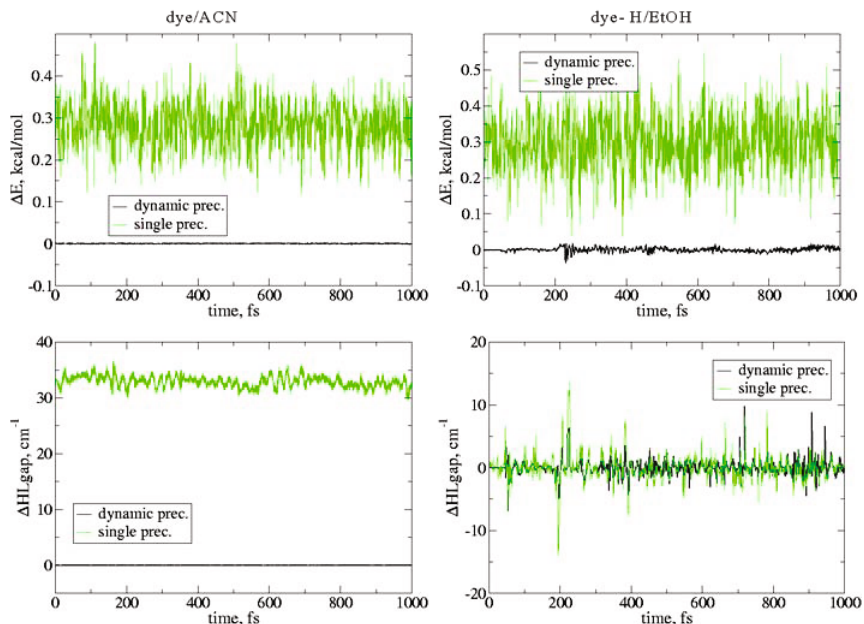 dye/ACN
dye- H/EtOH
0.4
0.3
0.2
0.1
0
-0.1
ΔE, kcal/mol
dynamic prec.
single prec.
0 200 400 600 800 1000
time, fs
0.6
0.5
0.4
0.3
0.2
0.1
0
-0.1
ΔE, kcal/mol
dynamic prec.
single prec.
0 200 400 600 800 1000
time, fs
40
30
20
10
0
ΔHLgap, cm⁻¹
dynamic prec.
single prec.
0 200 400 600 800 1000
time, fs
20
10
0
-10
-20
ΔHLgap, cm⁻¹
dynamic prec.
single prec.
0 200 400 600 800 1000
time, fs